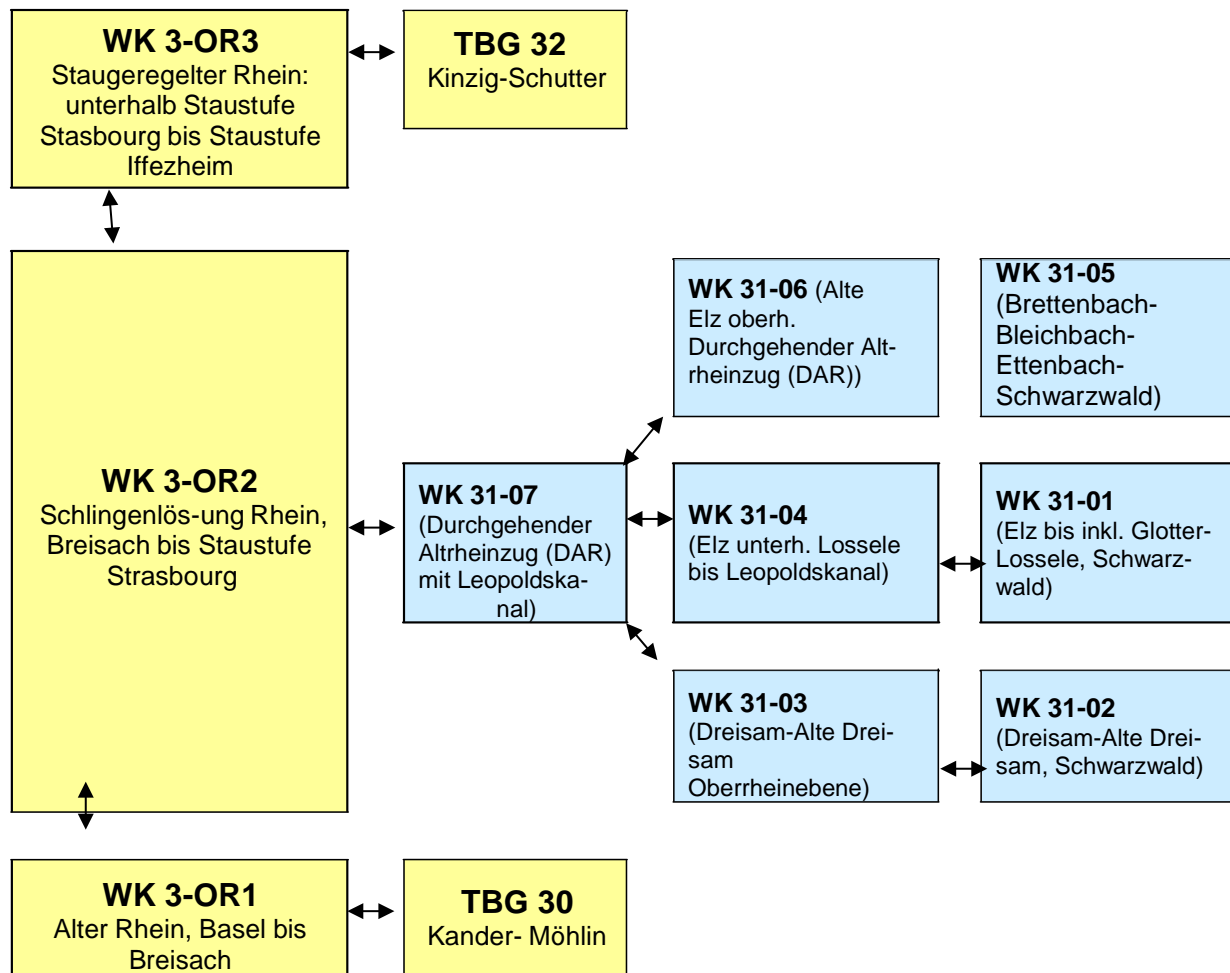 WK 3-OR3
Staugeregelter Rhein:
unterhalb Staustufe
Stasbourg bis Staustufe
Iffezheim
TBG 32
Kinzig-Schutter
WK 3-OR2
Schlingenlös-ung Rhein,
Breisach bis Staustufe
Strasbourg
WK 31-07
(Durchgehender
Altrheinzug (DAR)
mit Leopoldska-
nal)
WK 31-06 (Alte
Elz oberh.
Durchgehender Alt-
rheinzug (DAR))
WK 31-05
(Brettenbach-
Bleichbach-
Ettenbach-
Schwarzwald)
WK 31-04
(Elz unterh. Lossele
bis Leopoldskanal)
WK 31-01
(Elz bis inkl. Glotter-
Lossele, Schwarz-
wald)
WK 31-03
(Dreisam-Alte Drei-
sam
Oberrheinebene)
WK 31-02
(Dreisam-Alte Drei-
sam, Schwarzwald)
WK 3-OR1
Alter Rhein, Basel bis
Breisach
TBG 30
Kander- Möhlin